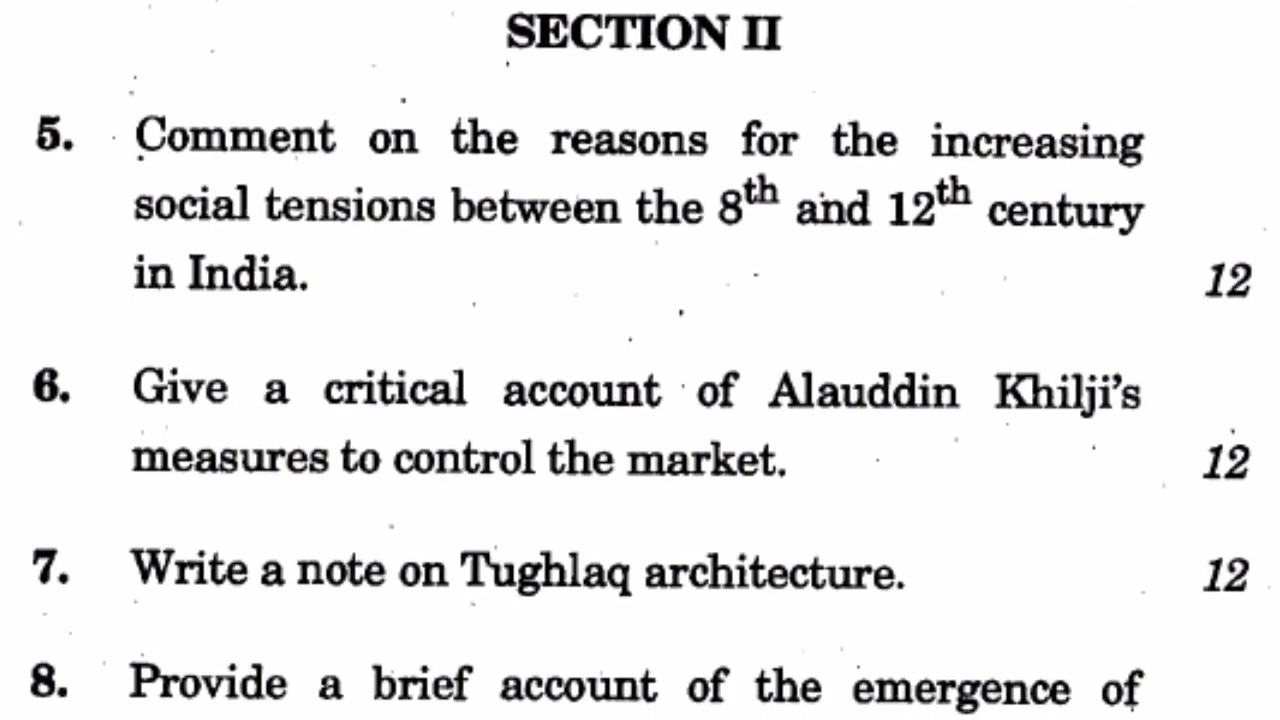 SECTION II
5. Comment on the reasons for the increasing
social tensions between the 8th and 12th century
in India. 12
6. Give a critical account of Alauddin Khilji's
measures to control the market. 12
7. Write a note on Tughlaq architecture. 12
8. Provide a brief account of the emergence of